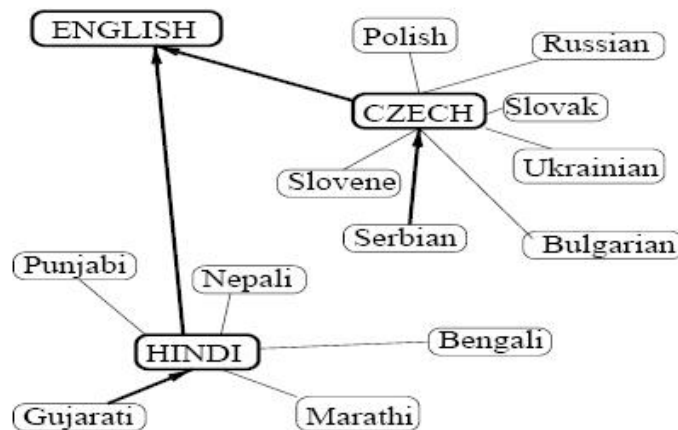 ENGLISH
Polish
Russian
CZECH
Slovak
Ukrainian
Slovene
Serbian
Bulgarian
Punjabi
Nepali
HINDI
Bengali
Gujarati
Marathi